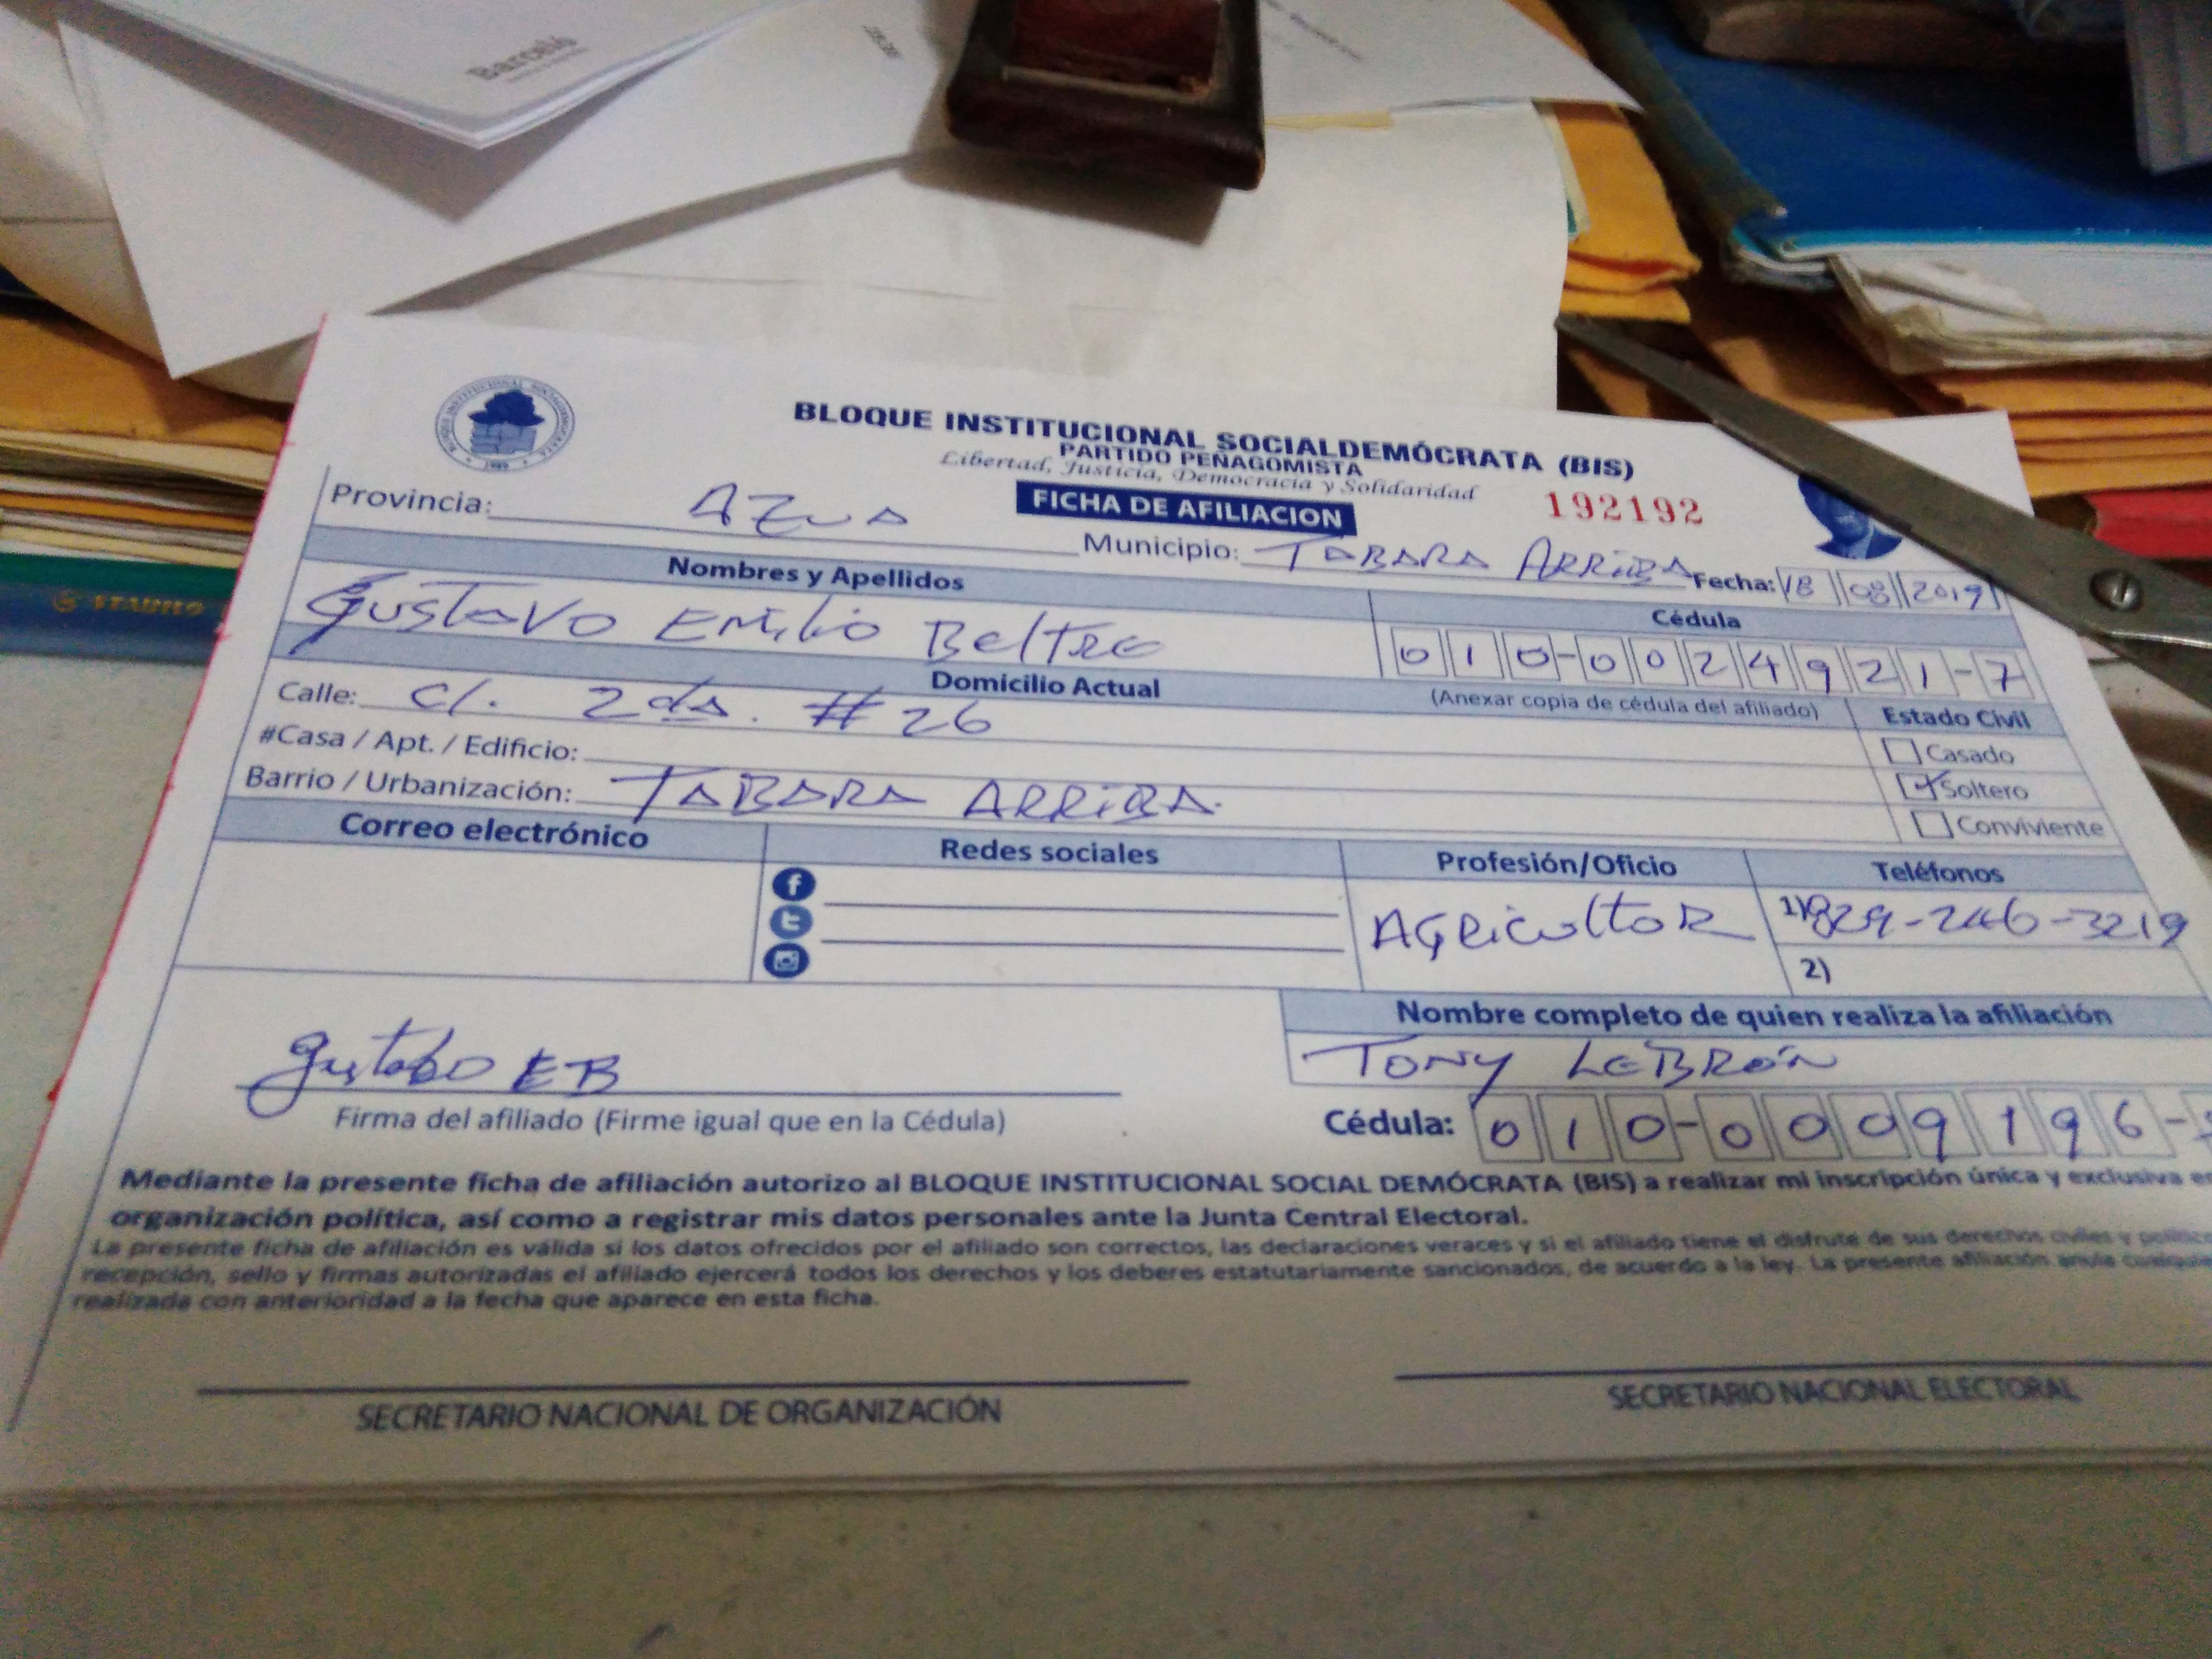 Barceló
BLOQUE INSTITUCIONAL SOCIALDEMÓCRATA
1989
BLOQUE INSTITUCIONAL SOCIALDEMÓCRATA (BIS)
PARTIDO PEÑAGOMISTA
Libertad, Justicia, Democracia y Solidaridad
FICHA DE AFILIACION
192192
Provincia: AZUA
Municipio: TABARA ARRIBA
Fecha: 18 08 2019
Nombres y Apellidos
Cédula
Gustavo Emilio Beltre
010-0024921-7
Domicilio Actual
(Anexar copia de cédula del afiliado)
Estado Civil
Calle: C/. 2da. #26
Casado
#Casa / Apt. / Edificio:
Soltero
Barrio / Urbanización: TABARA ARRIBA.
Conviviente
Correo electrónico
Redes sociales
Profesión/Oficio
Teléfonos
AGRicultoR
1) 829-246-3219
2)
Nombre completo de quien realiza la afiliación
TONY LEBRÓN
gustabo EB
Firma del afiliado (Firme igual que en la Cédula)
Cédula: 010-0009196-
Mediante la presente ficha de afiliación autorizo al BLOQUE INSTITUCIONAL SOCIAL DEMÓCRATA (BIS) a realizar mi inscripción única y exclusiva
organización política, así como a registrar mis datos personales ante la Junta Central Electoral.
La presente ficha de afiliación es válida si los datos ofrecidos por el afiliado son correctos, las declaraciones veraces y si el afiliado tiene el disfrute de sus derechos civiles y
recepción, sello y firmas autorizadas el afiliado ejercerá todos los derechos y los deberes estatutariamente sancionados, de acuerdo a la ley. La presente afiliación anula
realizada con anterioridad a la fecha que aparece en esta ficha.
SECRETARIO NACIONAL DE ORGANIZACIÓN
SECRETARIO NACIONAL ELECTORAL
STABILO